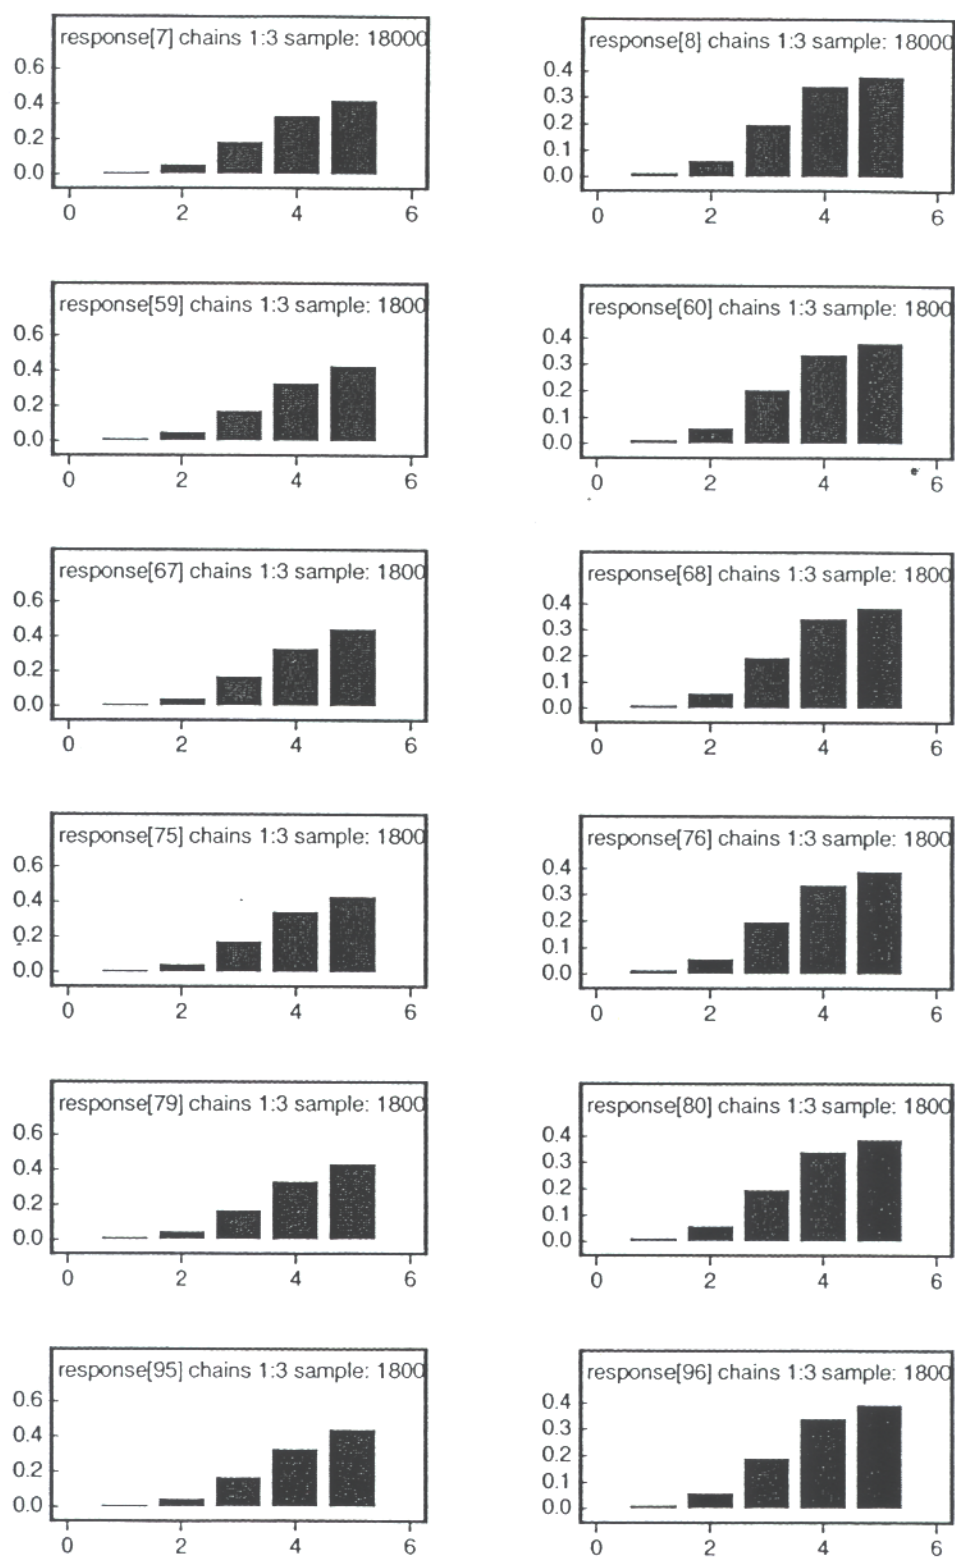 response[7] chains 1:3 sample: 18000
0.6
0.4
0.2
0.0
0 2 4 6
response[8] chains 1:3 sample: 18000
0.4
0.3
0.2
0.1
0.0
0 2 4 6
response[59] chains 1:3 sample: 1800
0.6
0.4
0.2
0.0
0 2 4 6
response[60] chains 1:3 sample: 1800
0.4
0.3
0.2
0.1
0.0
0 2 4 6
response[67] chains 1:3 sample: 1800
0.6
0.4
0.2
0.0
0 2 4 6
response[68] chains 1:3 sample: 1800
0.4
0.3
0.2
0.1
0.0
0 2 4 6
response[75] chains 1:3 sample: 1800
0.6
0.4
0.2
0.0
0 2 4 6
response[76] chains 1:3 sample: 1800
0.4
0.3
0.2
0.1
0.0
0 2 4 6
response[79] chains 1:3 sample: 1800
0.6
0.4
0.2
0.0
0 2 4 6
response[80] chains 1:3 sample: 1800
0.4
0.3
0.2
0.1
0.0
0 2 4 6
response[95] chains 1:3 sample: 1800
0.6
0.4
0.2
0.0
0 2 4 6
response[96] chains 1:3 sample: 1800
0.4
0.3
0.2
0.1
0.0
0 2 4 6